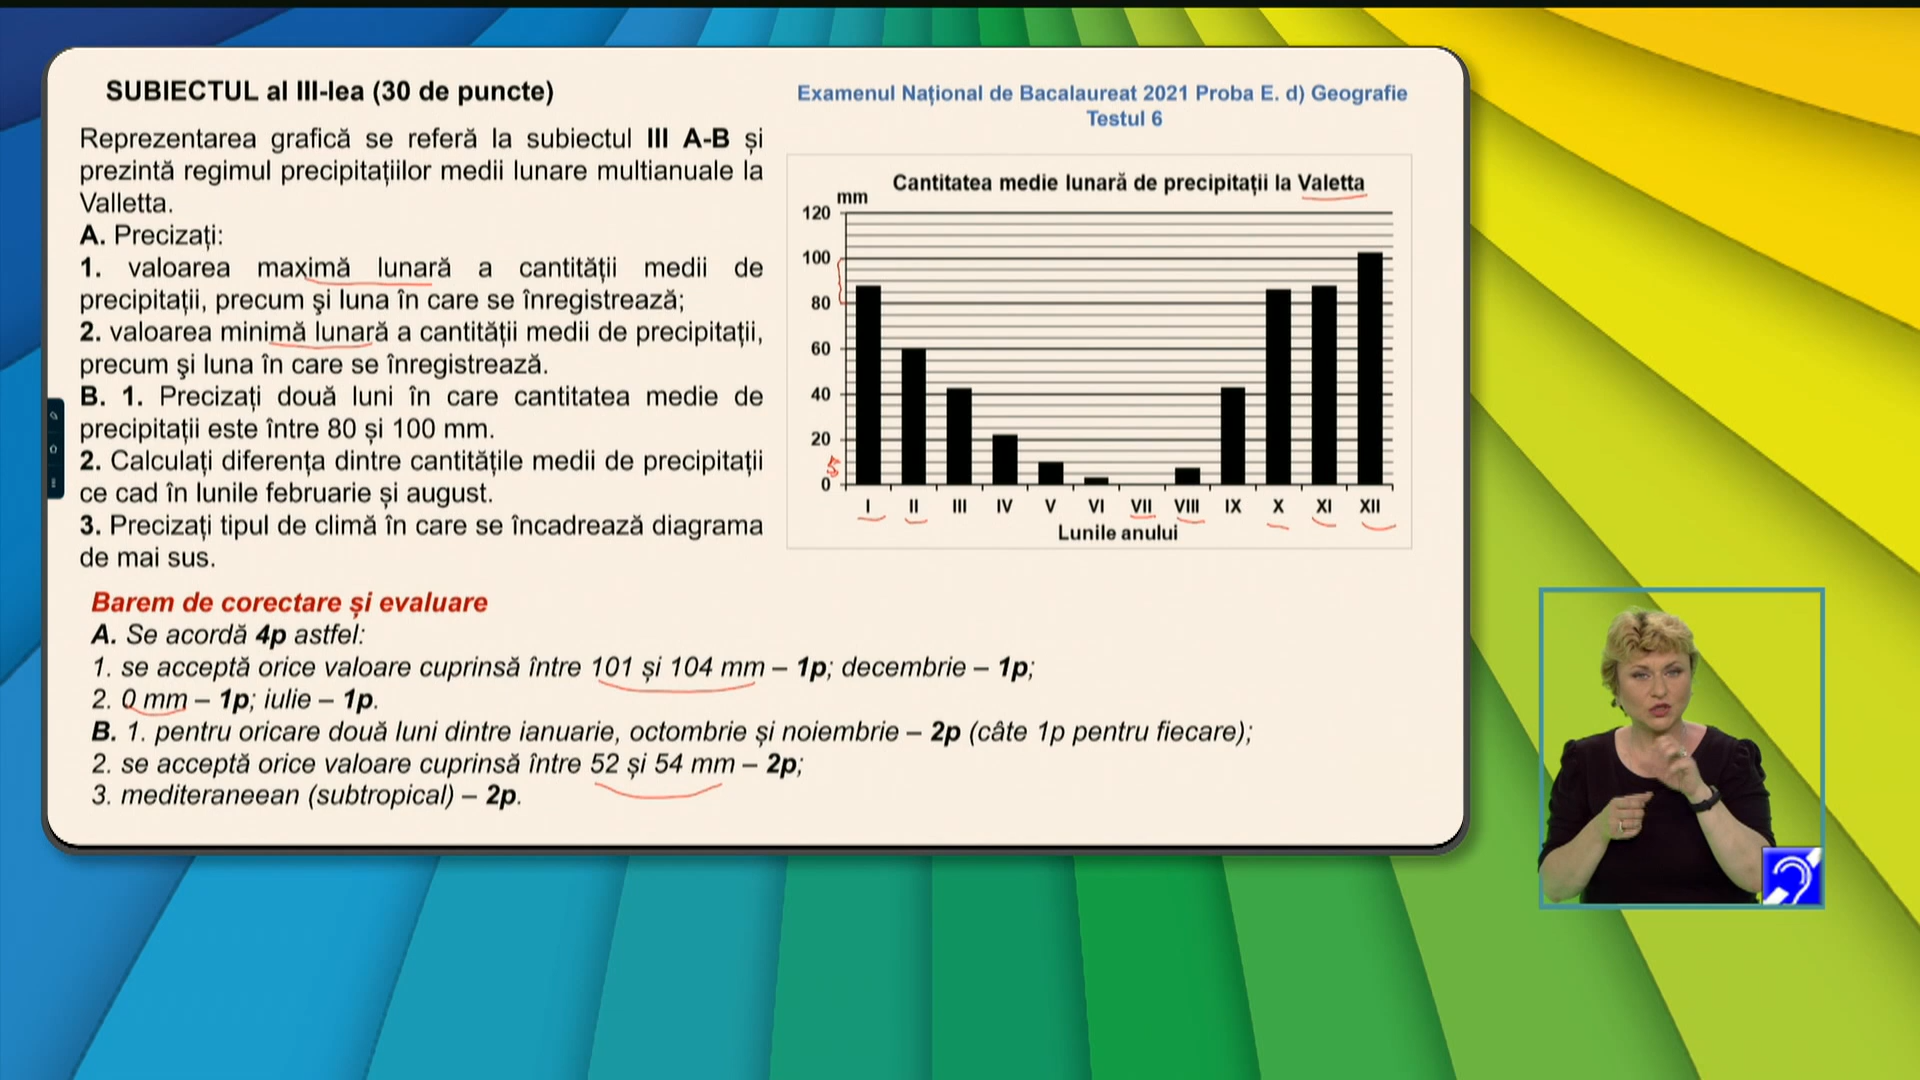 SUBIECTUL al III-lea (30 de puncte)
Examenul Național de Bacalaureat 2021 Proba E. d) Geografie
Testul 6
Reprezentarea grafică se referă la subiectul III A-B și
prezintă regimul precipitațiilor medii lunare multianuale la
Valletta.
A. Precizați:
1. valoarea maximă lunară a cantității medii de
precipitații, precum şi luna în care se înregistrează;
2. valoarea minimă lunară a cantității medii de precipitații,
precum şi luna în care se înregistrează.
B. 1. Precizați două luni în care cantitatea medie de
precipitații este între 80 și 100 mm.
2. Calculați diferența dintre cantitățile medii de precipitații
ce cad în lunile februarie și august.
3. Precizați tipul de climă în care se încadrează diagrama
de mai sus.
Cantitatea medie lunară de precipitații la Valetta
mm
120
100
80
60
40
20
5
0
I II III IV V VI VII VIII IX X XI XII
Lunile anului
Barem de corectare și evaluare
A. Se acordă 4p astfel:
1. se acceptă orice valoare cuprinsă între 101 și 104 mm – 1p; decembrie – 1p;
2. 0 mm – 1p; iulie – 1p.
B. 1. pentru oricare două luni dintre ianuarie, octombrie și noiembrie – 2p (câte 1p pentru fiecare);
2. se acceptă orice valoare cuprinsă între 52 și 54 mm – 2p;
3. mediteraneean (subtropical) – 2p.